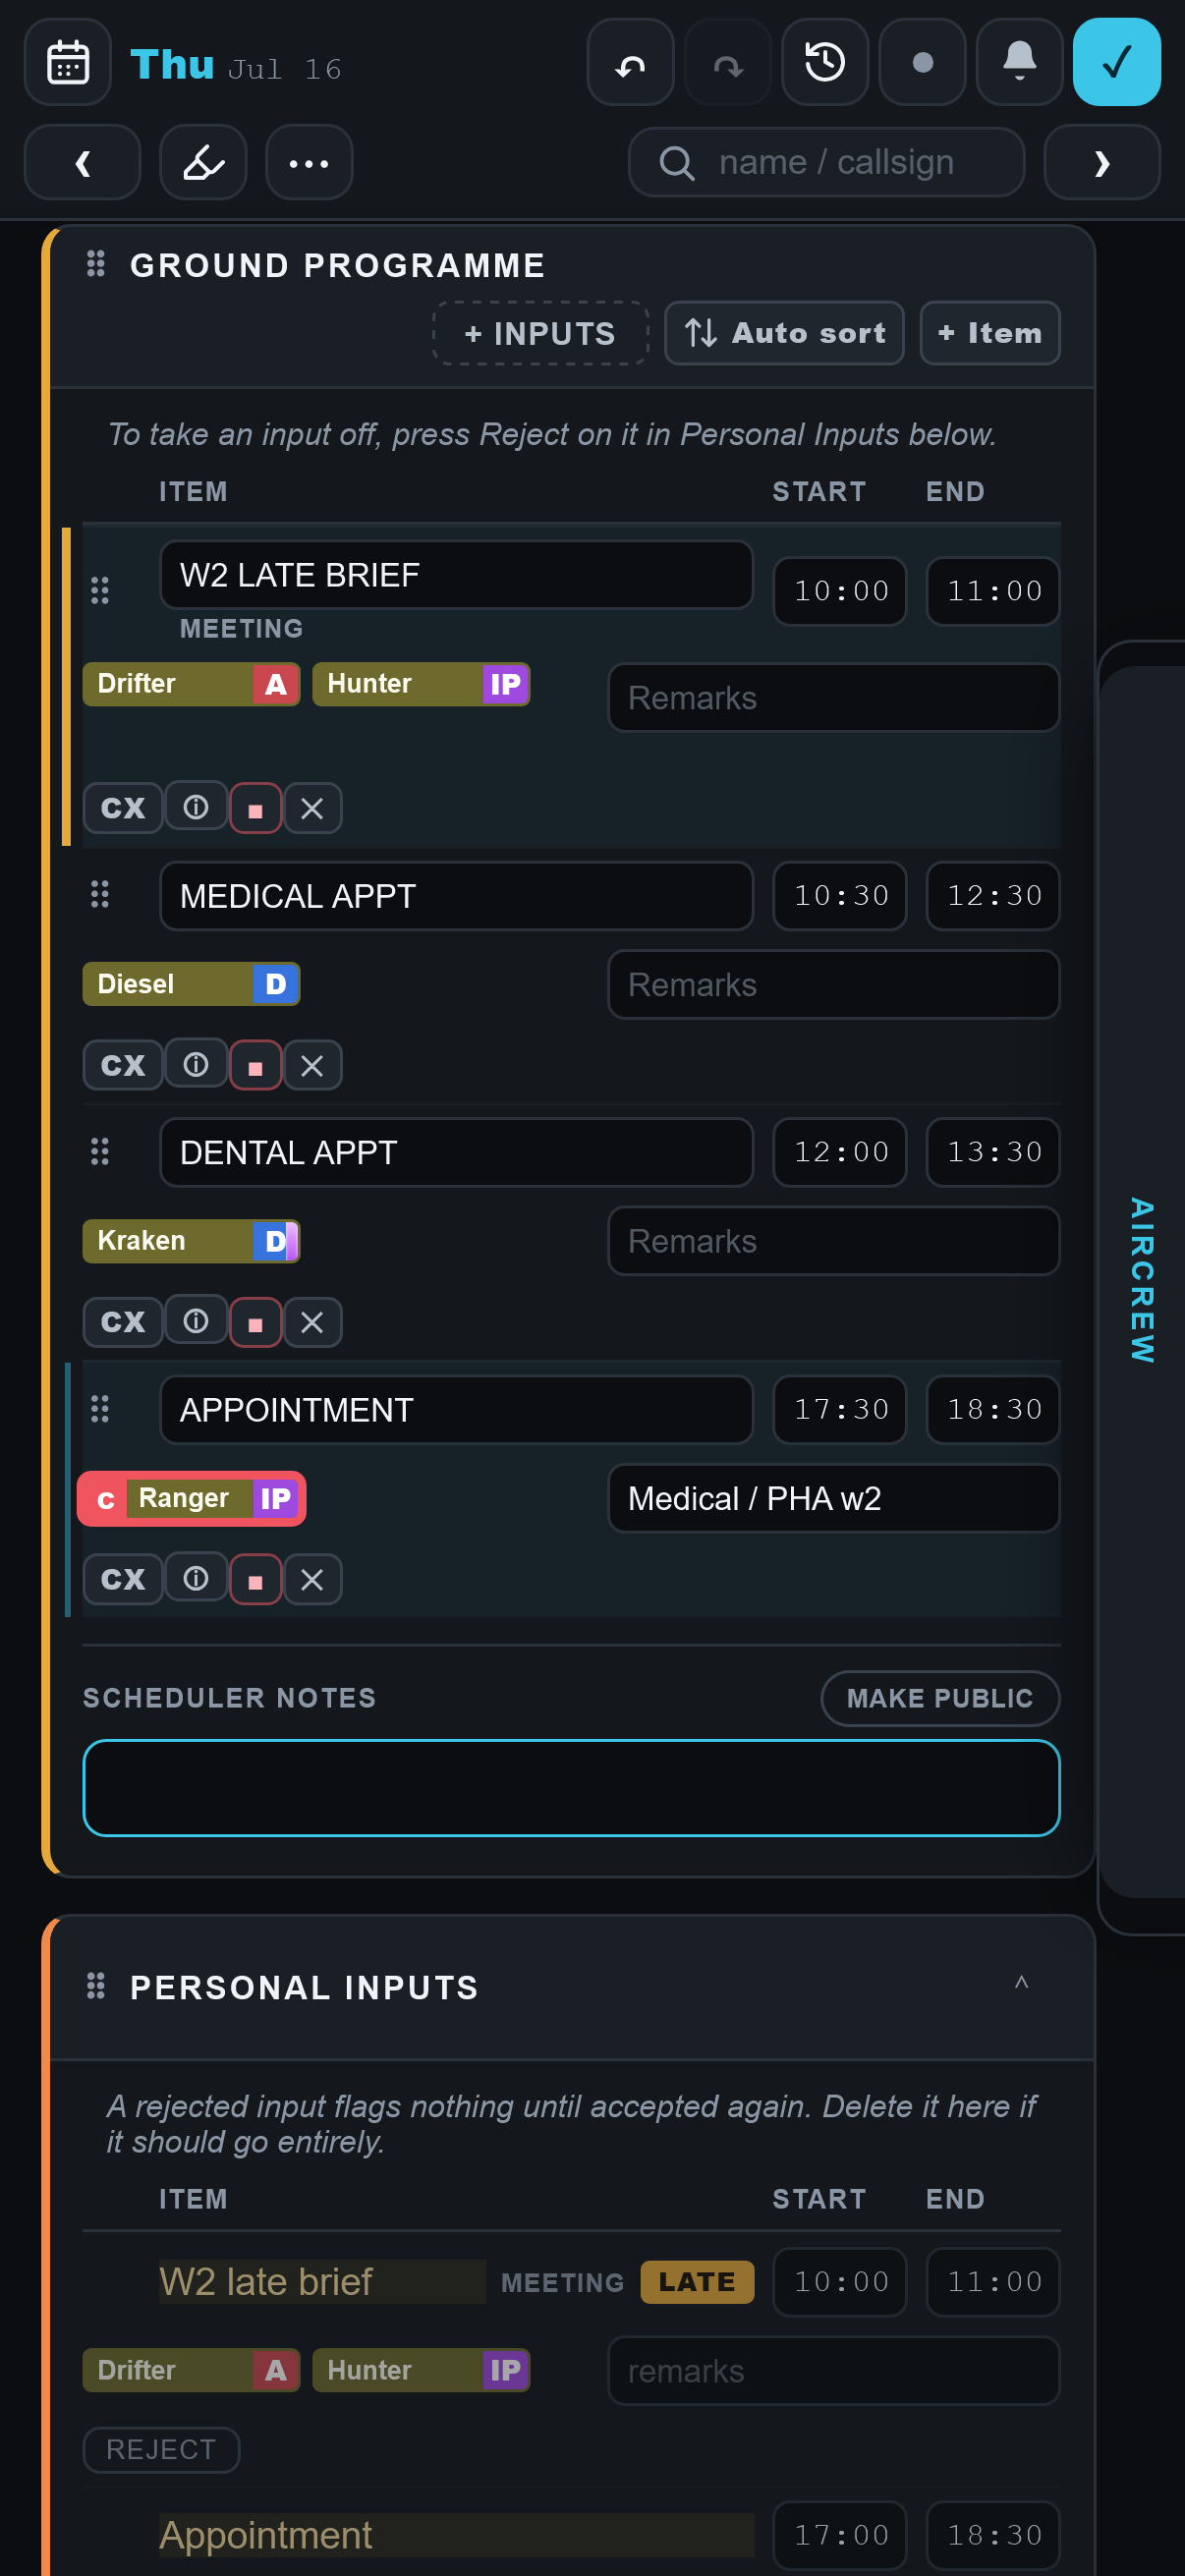 Thu Jul 16
name / callsign
GROUND PROGRAMME
+ INPUTS Auto sort + Item
To take an input off, press Reject on it in Personal Inputs below.
ITEM START END
W2 LATE BRIEF 10:00 11:00
MEETING
Drifter A Hunter IP Remarks
CX
MEDICAL APPT 10:30 12:30
Diesel D Remarks
CX
DENTAL APPT 12:00 13:30
Kraken D Remarks
CX
APPOINTMENT 17:30 18:30
C Ranger IP Medical / PHA w2
CX
AIRCREW
SCHEDULER NOTES MAKE PUBLIC
PERSONAL INPUTS
A rejected input flags nothing until accepted again. Delete it here if
it should go entirely.
ITEM START END
W2 late brief MEETING LATE 10:00 11:00
Drifter A Hunter IP remarks
REJECT
Appointment 17:00 18:30